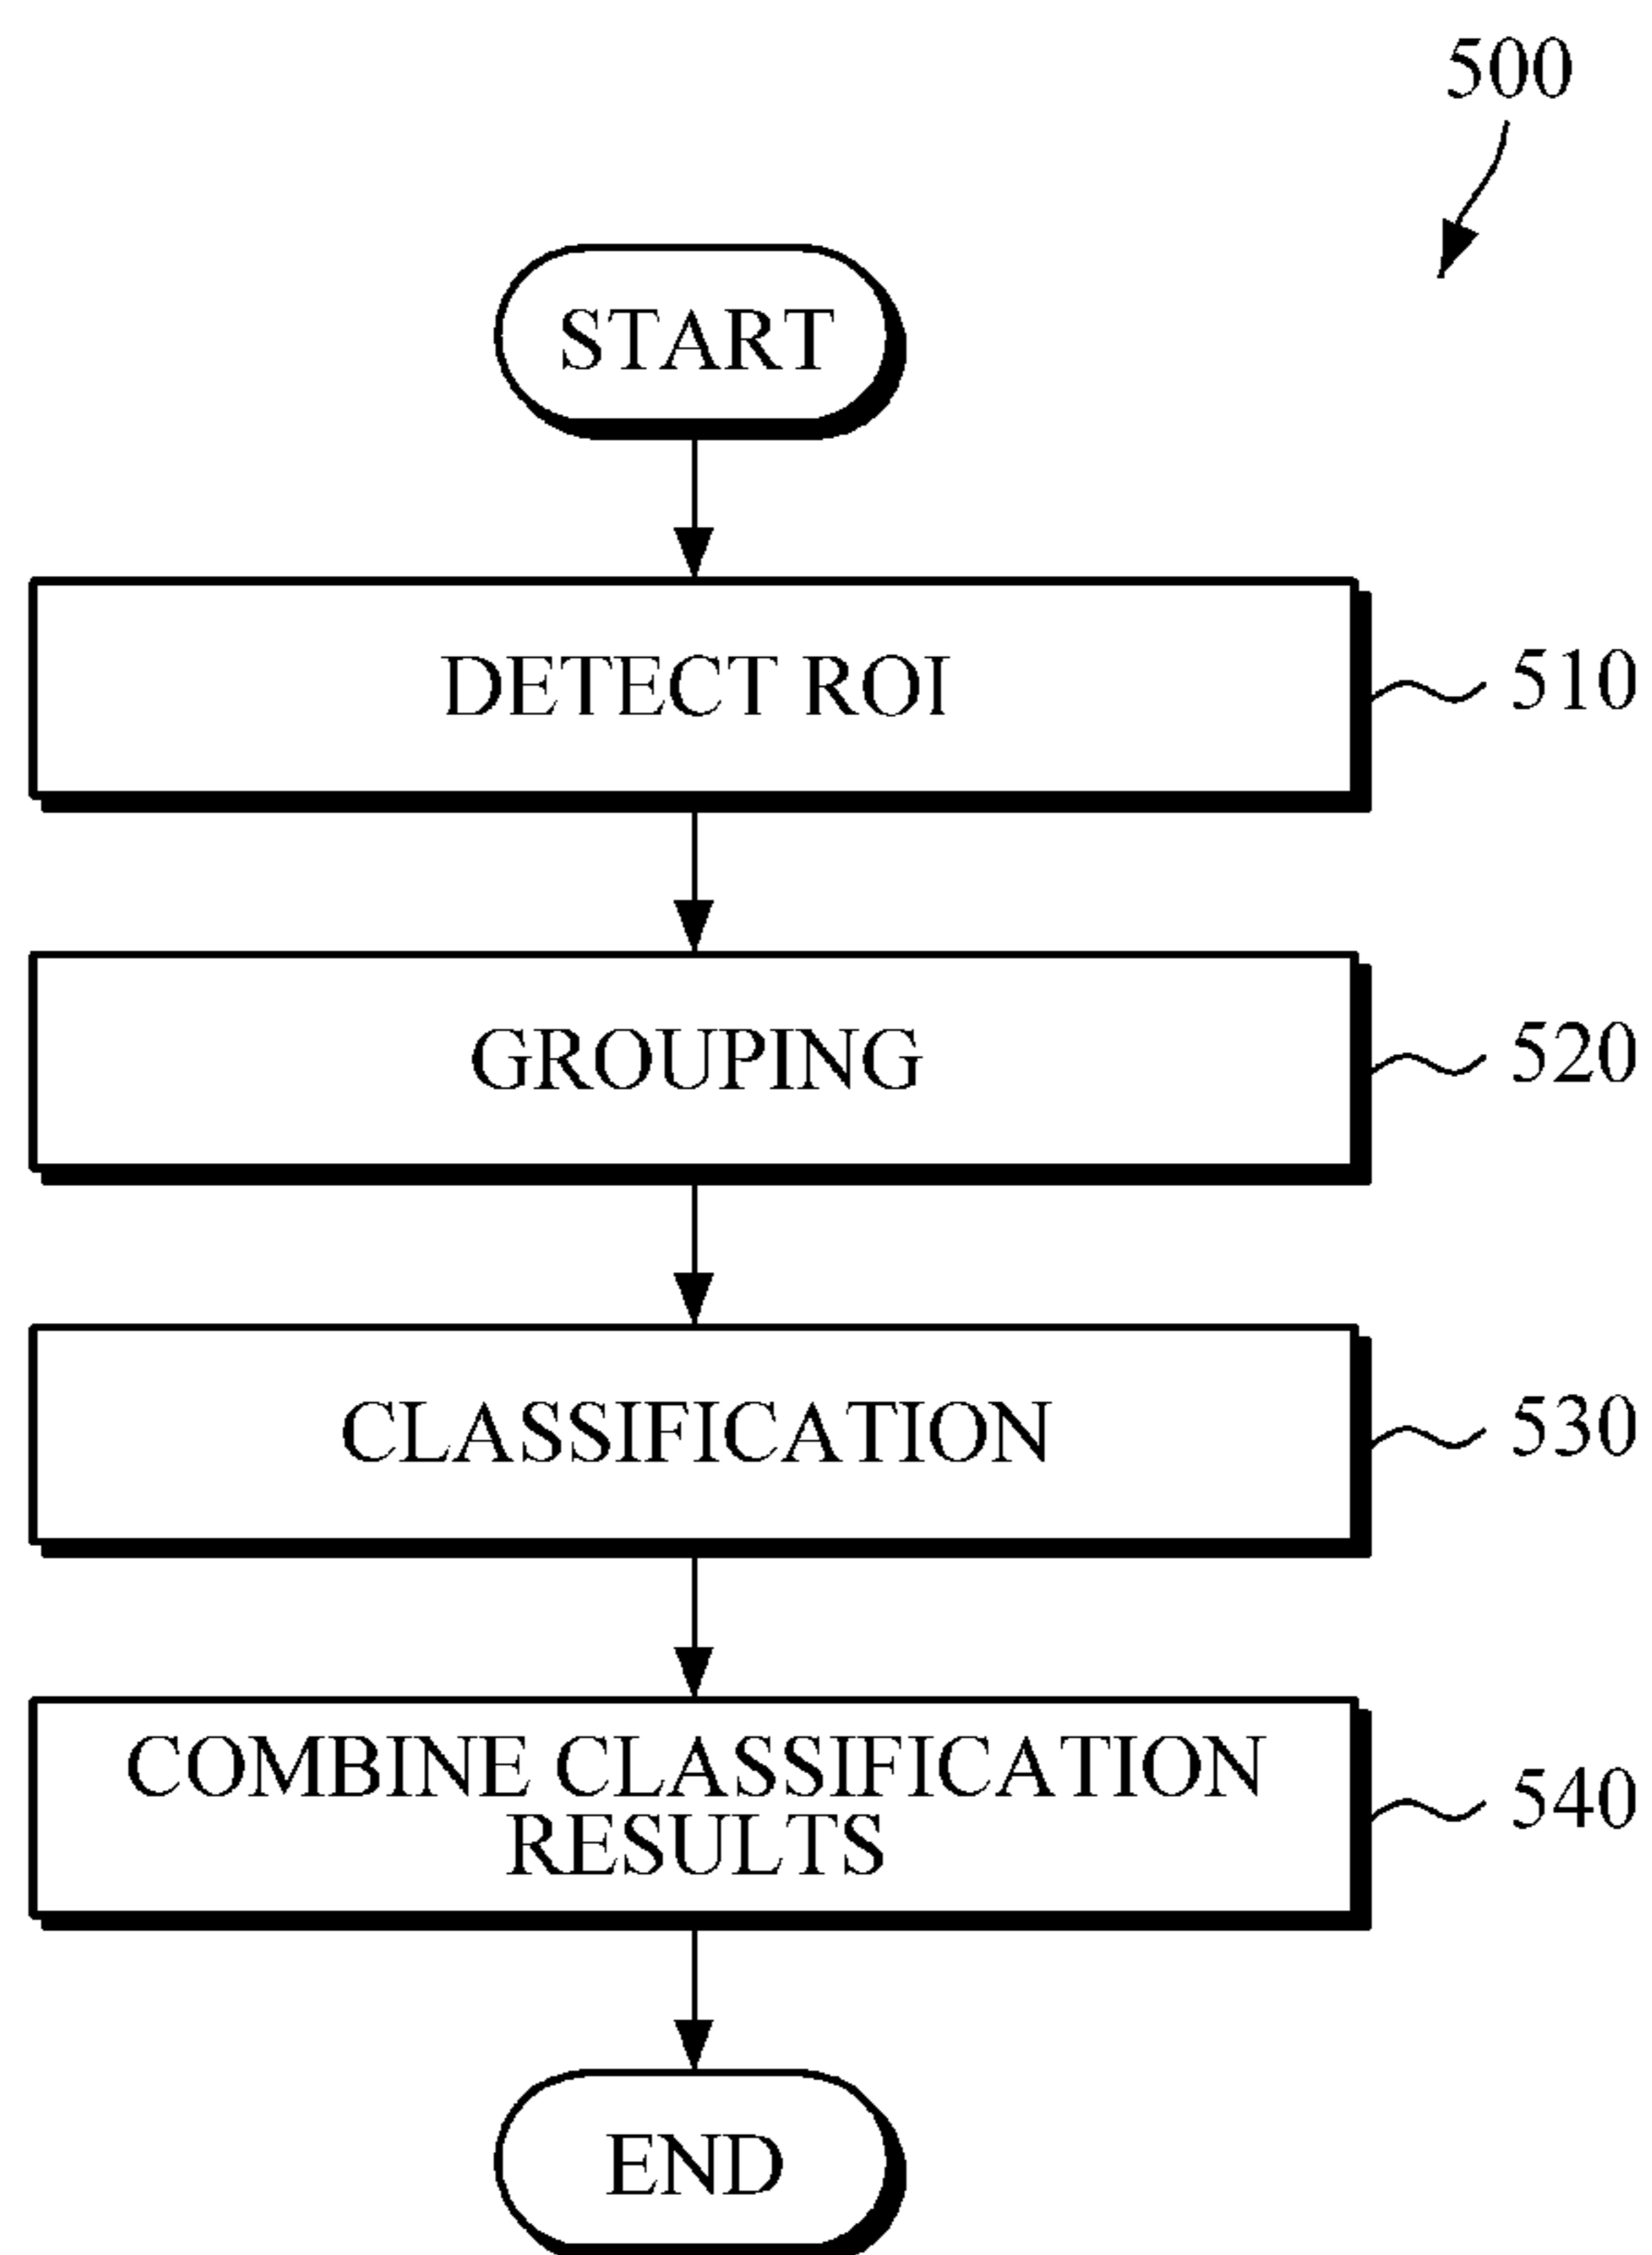 500
START
DETECT ROI
510
GROUPING
520
CLASSIFICATION
530
COMBINE CLASSIFICATION
RESULTS
540
END